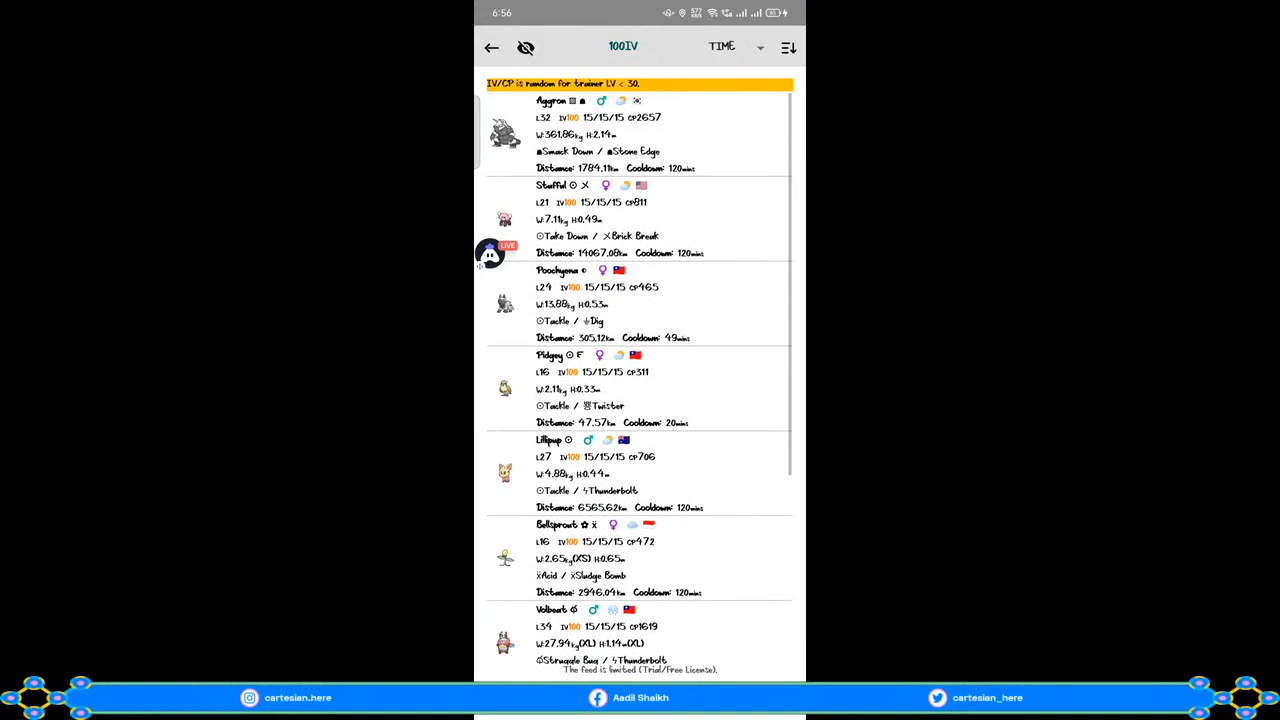 6:56
577 KB/S
65
100IV
TIME
IV/CP is random for trainer LV < 30.
Aggron
L32 IV100 15/15/15 CP2657
W:361.86kg H:2.14m
Smack Down / Stone Edge
Distance: 1784.11km Cooldown: 120mins
Stufful
L21 IV100 15/15/15 CP811
W:7.11kg H:0.49m
Take Down / Brick Break
Distance: 14067.08km Cooldown: 120mins
LIVE
Poochyena
L24 IV100 15/15/15 CP465
W:13.88kg H:0.53m
Tackle / Dig
Distance: 305.12km Cooldown: 49mins
Pidgey
L16 IV100 15/15/15 CP311
W:2.11kg H:0.33m
Tackle / Twister
Distance: 47.57km Cooldown: 20mins
Lillipup
L27 IV100 15/15/15 CP706
W:4.88kg H:0.44m
Tackle / Thunderbolt
Distance: 6565.62km Cooldown: 120mins
Bellsprout
L16 IV100 15/15/15 CP472
W:2.65kg(XS) H:0.65m
Acid / Sludge Bomb
Distance: 2946.04km Cooldown: 120mins
Volbeat
L34 IV100 15/15/15 CP1619
W:27.94kg(XL) H:1.14m(XL)
Struggle Bug / Thunderbolt
The feed is limited (Trial/Free License).
cartesian.here
Aadil Shaikh
cartesian_here